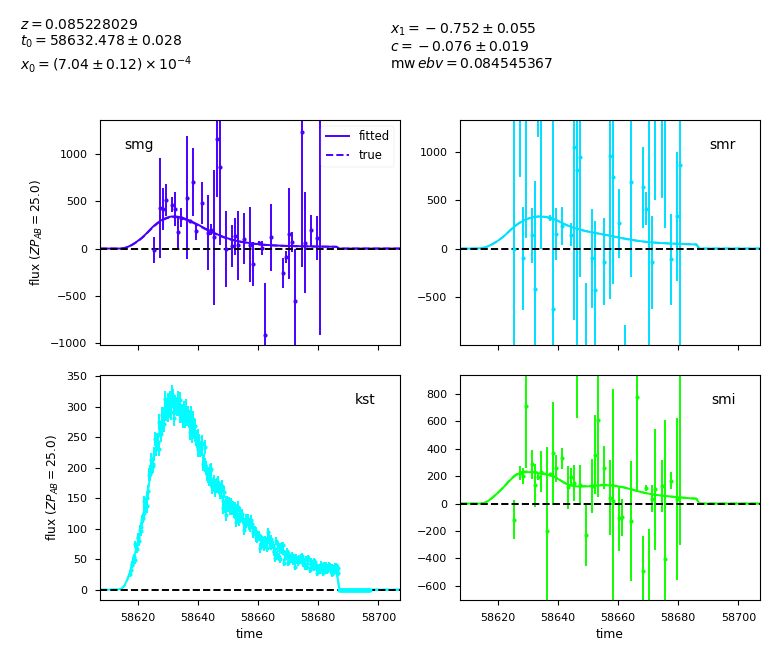 z = 0.085228029
t₀ = 58632.478 ± 0.028
x₀ = (7.04 ± 0.12) × 10⁻⁴
x₁ = −0.752 ± 0.055
c = −0.076 ± 0.019
mw ebv = 0.084545367
smg
fitted
true
1000
500
0
−500
−1000
flux (ZP_AB = 25.0)
smr
1000
500
0
−500
kst
350
300
250
200
150
100
50
0
flux (ZP_AB = 25.0)
58620 58640 58660 58680 58700
time
smi
800
600
400
200
0
−200
−400
−600
58620 58640 58660 58680 58700
time